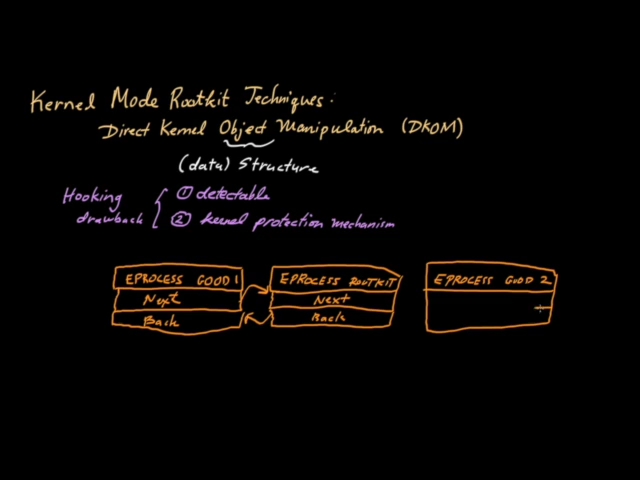 Kernel Mode Rootkit Techniques:
Direct Kernel Object Manipulation (DKOM)
(data) Structure
Hooking drawback
① detectable
② kernel protection mechanism
EPROCESS GOOD 1
Next
Back
EPROCESS ROOTKIT
Next
Back
EPROCESS GOOD 2